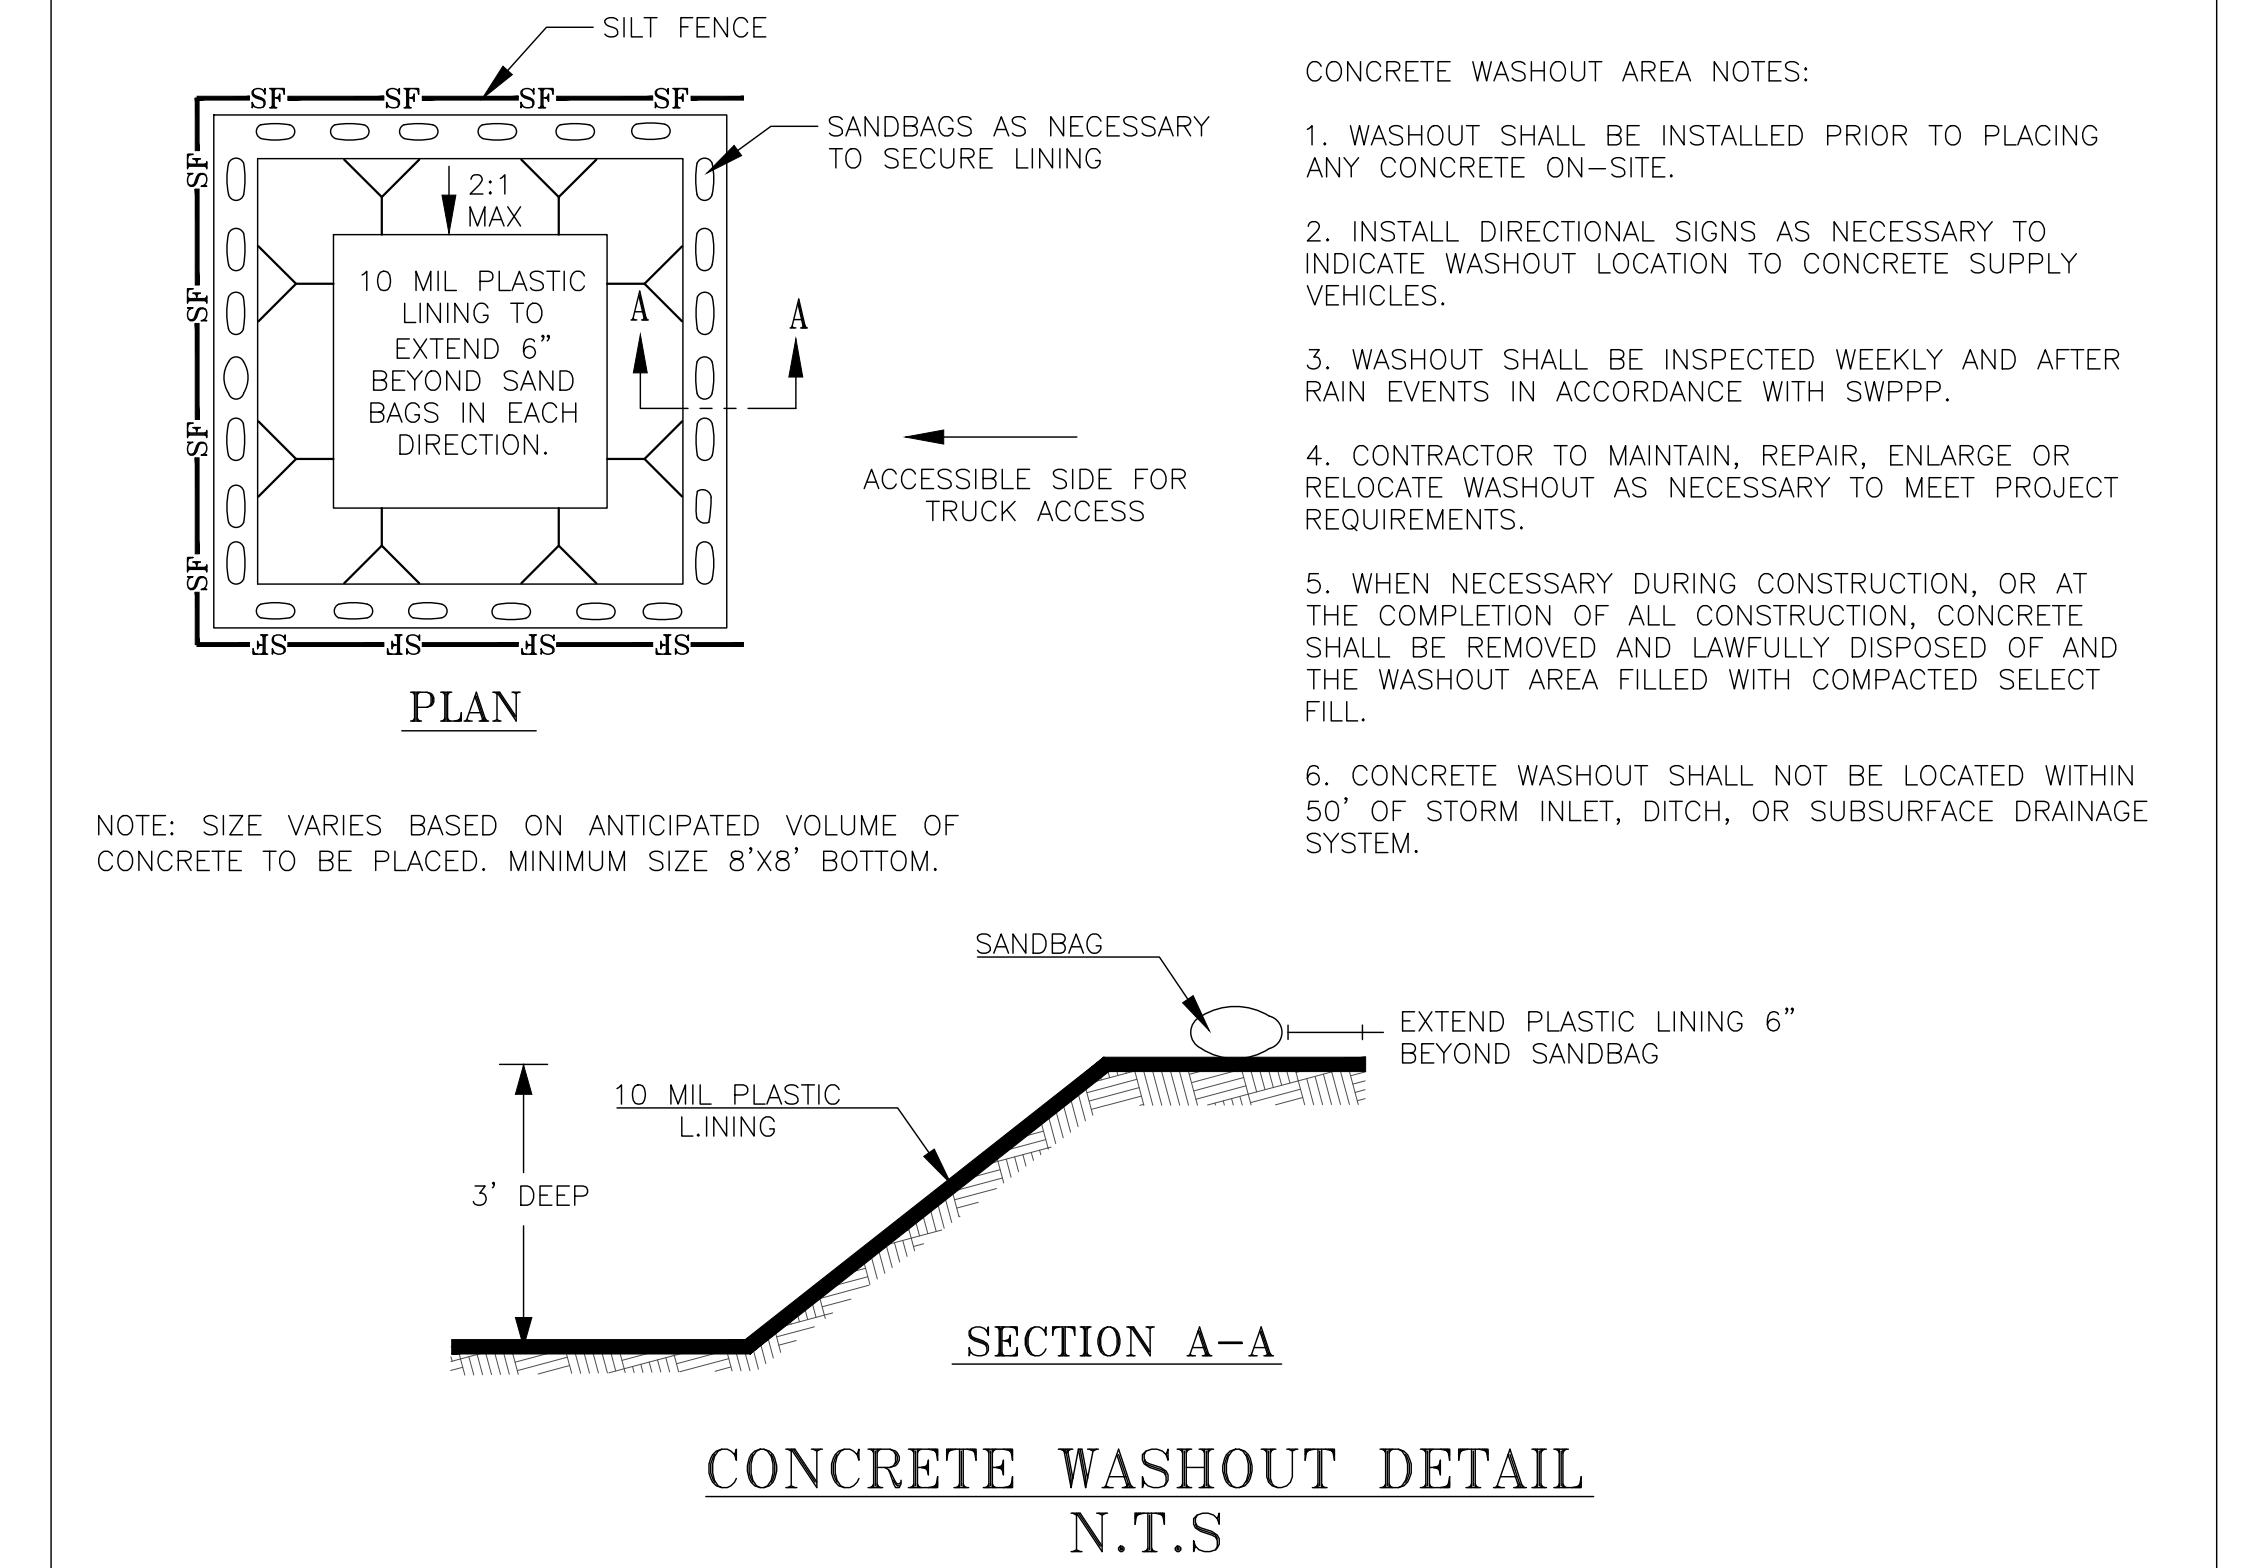 SILT FENCE
SF SF SF SF
SANDBAGS AS NECESSARY
TO SECURE LINING
SF
SF
SF
SF
2:1
MAX
10 MIL PLASTIC
LINING TO
EXTEND 6"
BEYOND SAND
BAGS IN EACH
DIRECTION.
A
A
ACCESSIBLE SIDE FOR
TRUCK ACCESS
SF SF SF SF
PLAN
NOTE: SIZE VARIES BASED ON ANTICIPATED VOLUME OF
CONCRETE TO BE PLACED. MINIMUM SIZE 8'X8' BOTTOM.
CONCRETE WASHOUT AREA NOTES:
1. WASHOUT SHALL BE INSTALLED PRIOR TO PLACING
ANY CONCRETE ON-SITE.
2. INSTALL DIRECTIONAL SIGNS AS NECESSARY TO
INDICATE WASHOUT LOCATION TO CONCRETE SUPPLY
VEHICLES.
3. WASHOUT SHALL BE INSPECTED WEEKLY AND AFTER
RAIN EVENTS IN ACCORDANCE WITH SWPPP.
4. CONTRACTOR TO MAINTAIN, REPAIR, ENLARGE OR
RELOCATE WASHOUT AS NECESSARY TO MEET PROJECT
REQUIREMENTS.
5. WHEN NECESSARY DURING CONSTRUCTION, OR AT
THE COMPLETION OF ALL CONSTRUCTION, CONCRETE
SHALL BE REMOVED AND LAWFULLY DISPOSED OF AND
THE WASHOUT AREA FILLED WITH COMPACTED SELECT
FILL.
6. CONCRETE WASHOUT SHALL NOT BE LOCATED WITHIN
50' OF STORM INLET, DITCH, OR SUBSURFACE DRAINAGE
SYSTEM.
SANDBAG
EXTEND PLASTIC LINING 6"
BEYOND SANDBAG
10 MIL PLASTIC
L.INING
3' DEEP
SECTION A-A
CONCRETE WASHOUT DETAIL
N.T.S